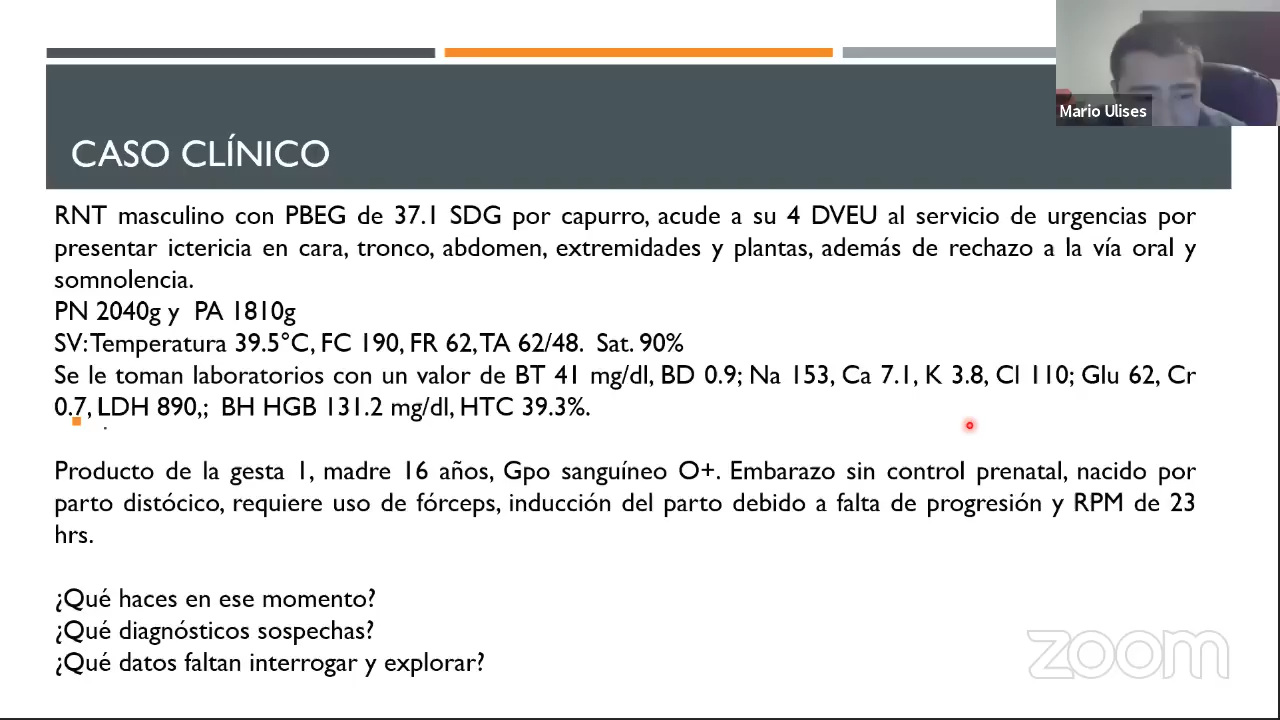 Mario Ulises
CASO CLÍNICO
RNT masculino con PBEG de 37.1 SDG por capurro, acude a su 4 DVEU al servicio de urgencias por
presentar ictericia en cara, tronco, abdomen, extremidades y plantas, además de rechazo a la vía oral y
somnolencia.
PN 2040g y PA 1810g
SV: Temperatura 39.5°C, FC 190, FR 62, TA 62/48. Sat. 90%
Se le toman laboratorios con un valor de BT 41 mg/dl, BD 0.9; Na 153, Ca 7.1, K 3.8, Cl 110; Glu 62, Cr
0.7, LDH 890,; BH HGB 131.2 mg/dl, HTC 39.3%.
.
Producto de la gesta 1, madre 16 años, Gpo sanguíneo O+. Embarazo sin control prenatal, nacido por
parto distócico, requiere uso de fórceps, inducción del parto debido a falta de progresión y RPM de 23
hrs.
¿Qué haces en ese momento?
¿Qué diagnósticos sospechas?
¿Qué datos faltan interrogar y explorar?
zoom